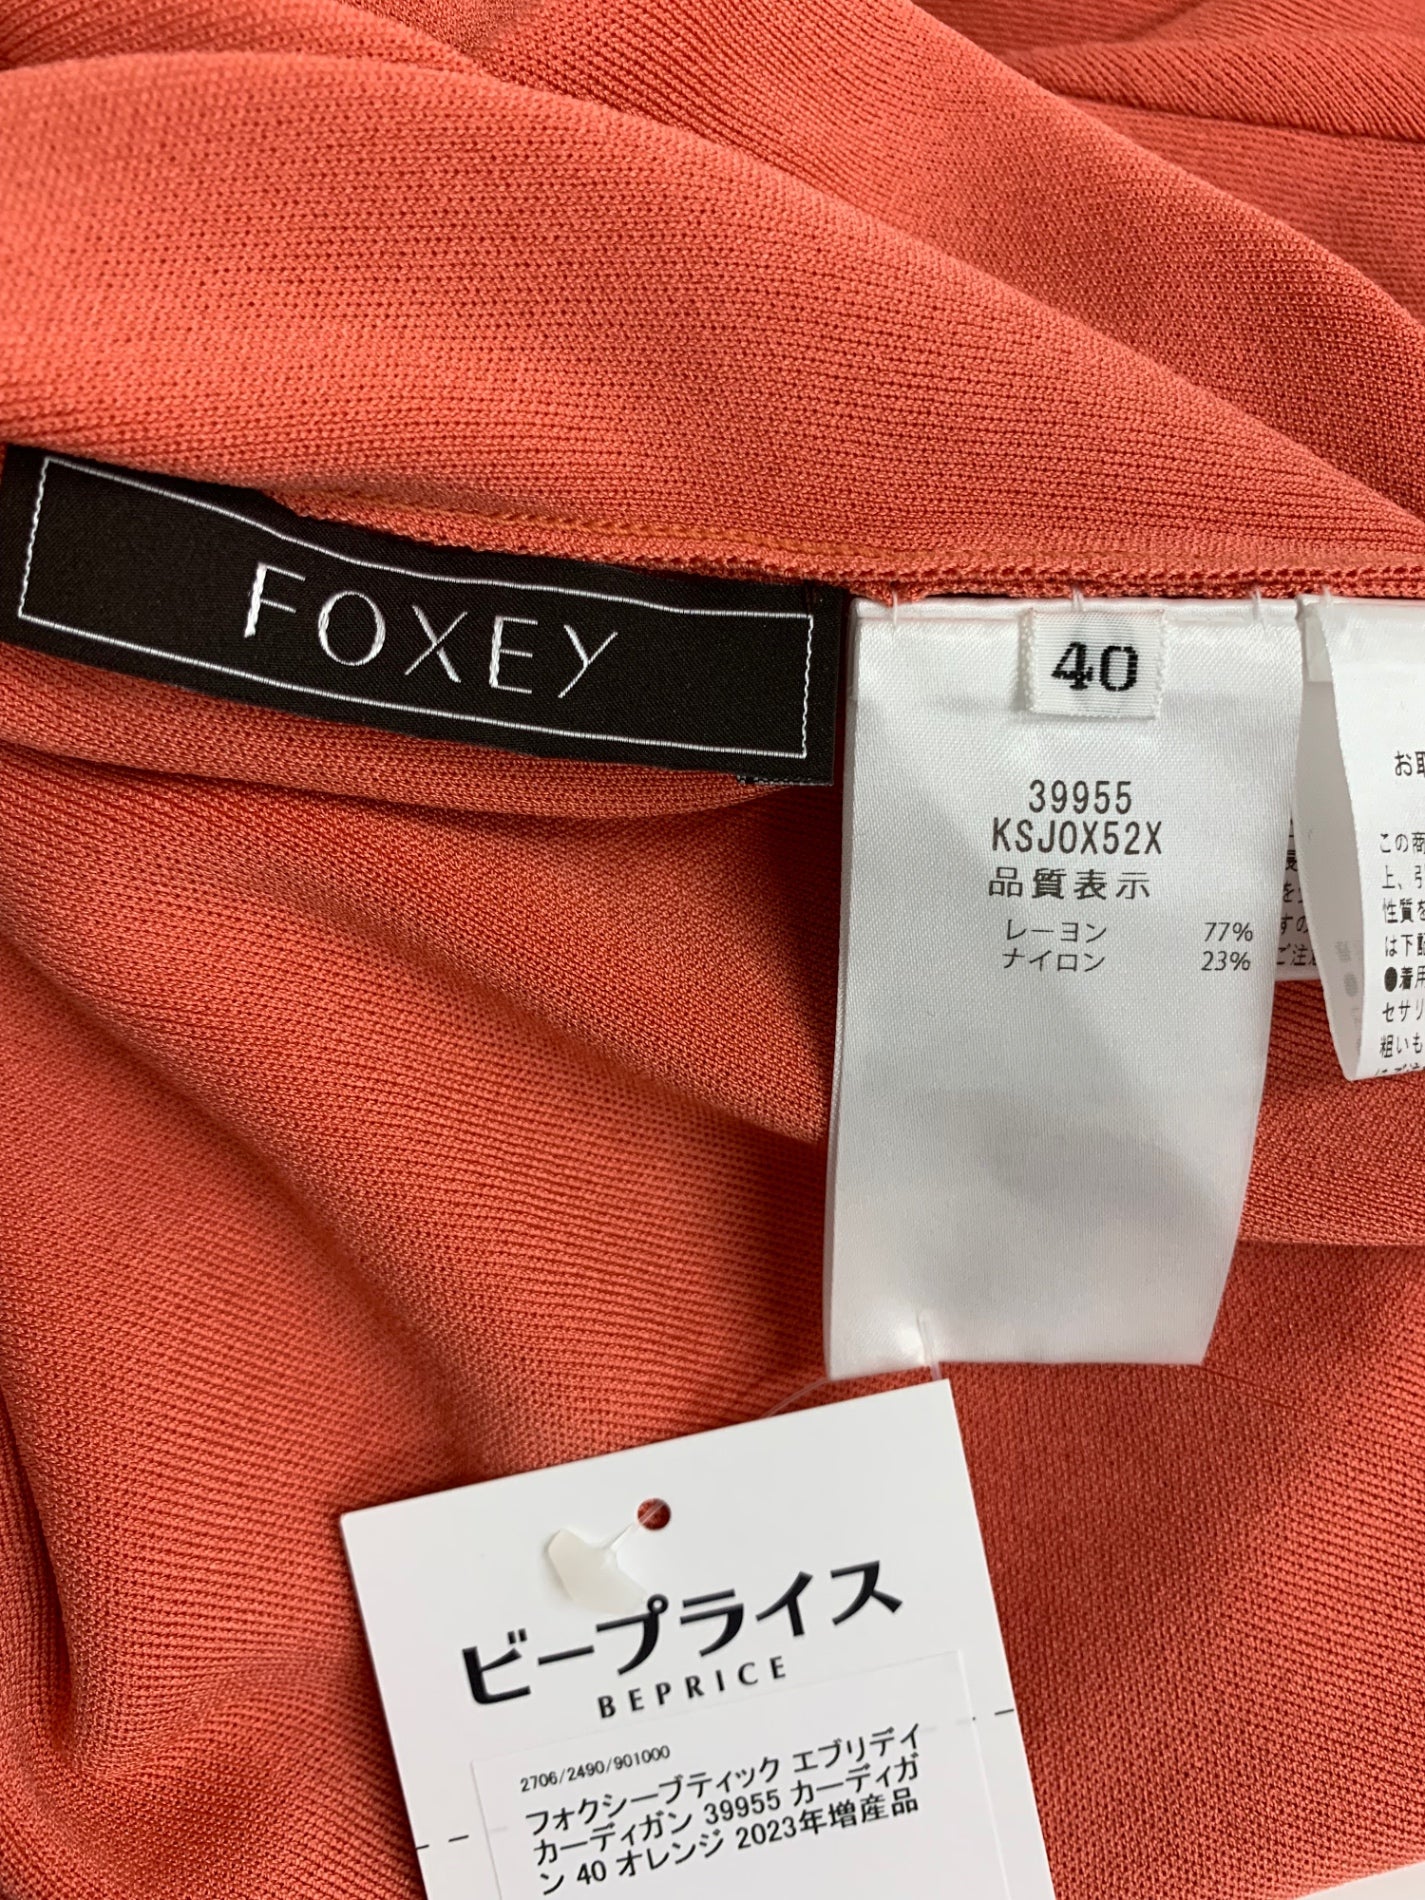 FOXEY
40
39955
KSJOX52X
品質表示
レーヨン 77%
ナイロン 23%
お取
この商
上、引
性質を
は下配
●着用
セサリ
粗いも
ビープライス
BEPRICE
2706/2490/901000
フォクシーブティック エブリデイ
カーディガン 39955 カーディガ
ン 40 オレンジ 2023年増産品